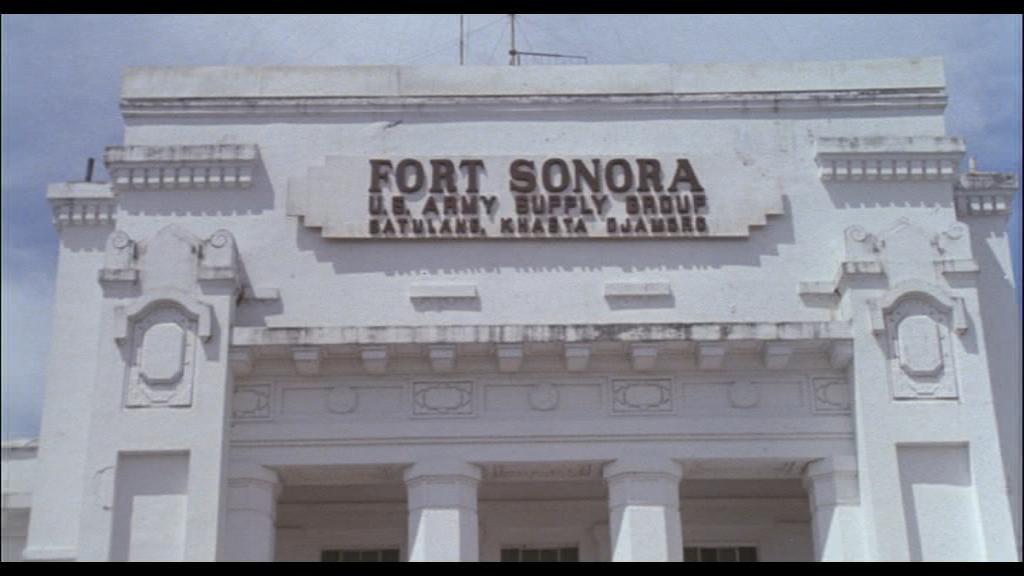 FORT SONORA
U.S. ARMY SUPPLY GROUP
SATULANG, KHASTA DJAMBRO